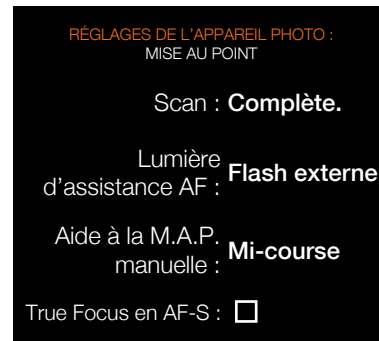 RÉGLAGES DE L'APPAREIL PHOTO :
MISE AU POINT
Scan : Complète.
Lumière
d'assistance AF : Flash externe
Aide à la M.A.P.
manuelle : Mi-course
True Focus en AF-S :